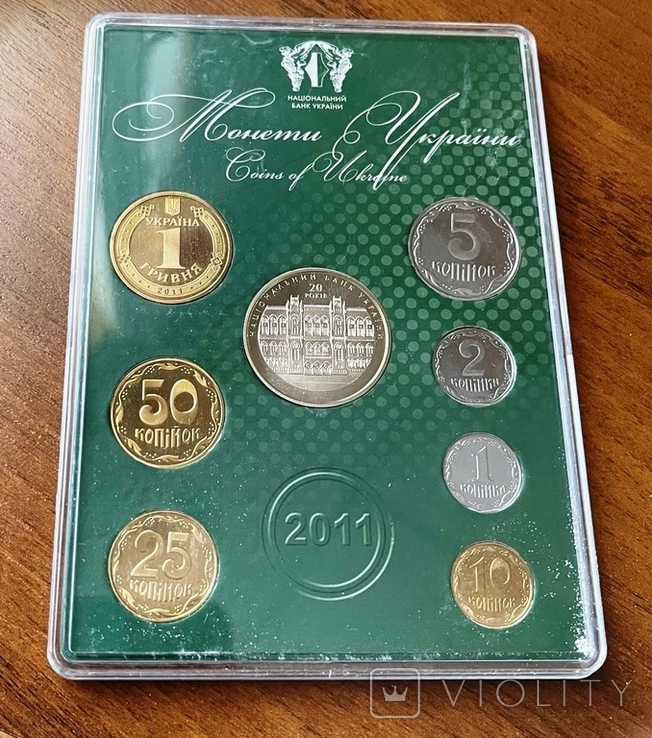 НАЦІОНАЛЬНИЙ
БАНК УКРАЇНИ
Монети України
Coins of Ukraine
УКРАЇНА
1
ГРИВНЯ
2011
5
КОПІЙОК
НАЦІОНАЛЬНИЙ БАНК УКРАЇНИ
20
РОКІВ
2
КОПІЙКИ
50
КОПІЙОК
1
КОПІЙКА
25
КОПІЙОК
2011
10
КОПІЙОК
VIOLITY